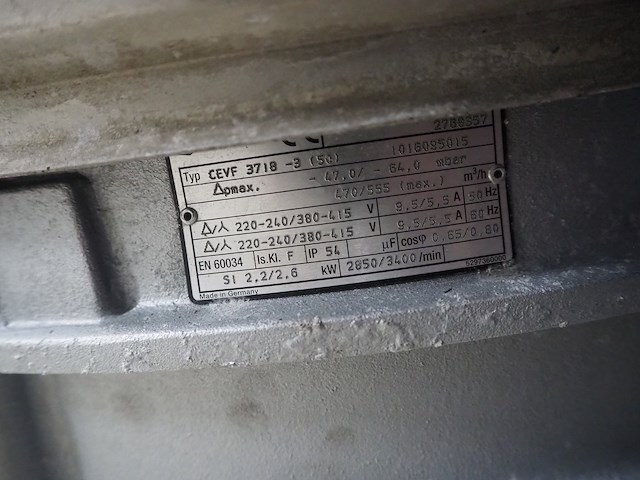 2786557
1016095015
Typ CEVF 3718 -3 (50)
Δpmax. - 47,0/ - 64,0 mbar
470/555 (max.) m³/h
Δ/⅄ 220-240/380-415 V 9.5/5.5 A 50 Hz
Δ/⅄ 220-240/380-415 V 9.5/5.5 A 60 Hz
EN 60034 Is.Kl. F IP 54 µF cosφ 0.85/0.80
S1 2.2/2.6 kW 2850/3400/min
Made in Germany